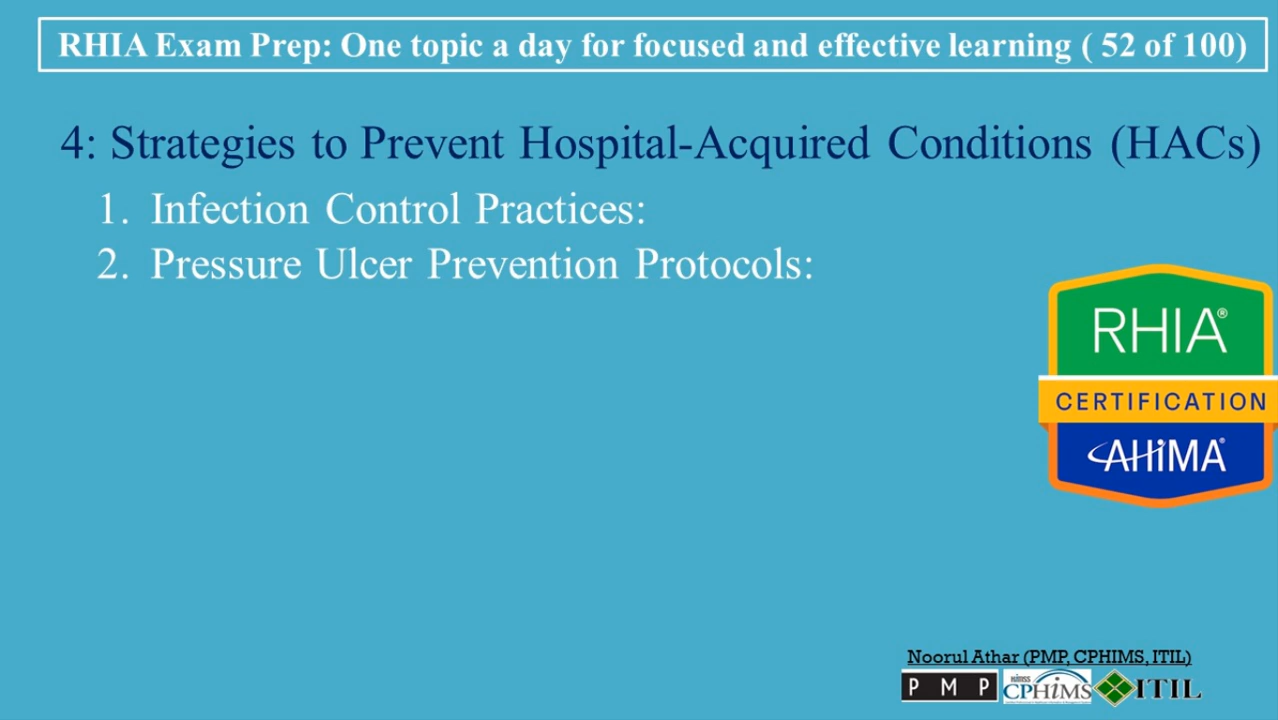 RHIA Exam Prep: One topic a day for focused and effective learning ( 52 of 100)
4: Strategies to Prevent Hospital-Acquired Conditions (HACs)
1. Infection Control Practices:
2. Pressure Ulcer Prevention Protocols:
RHIA®
CERTIFICATION
AHiMA®
Noorul Athar (PMP, CPHIMS, ITIL)
P M P
himss
CPHiMS
ITIL